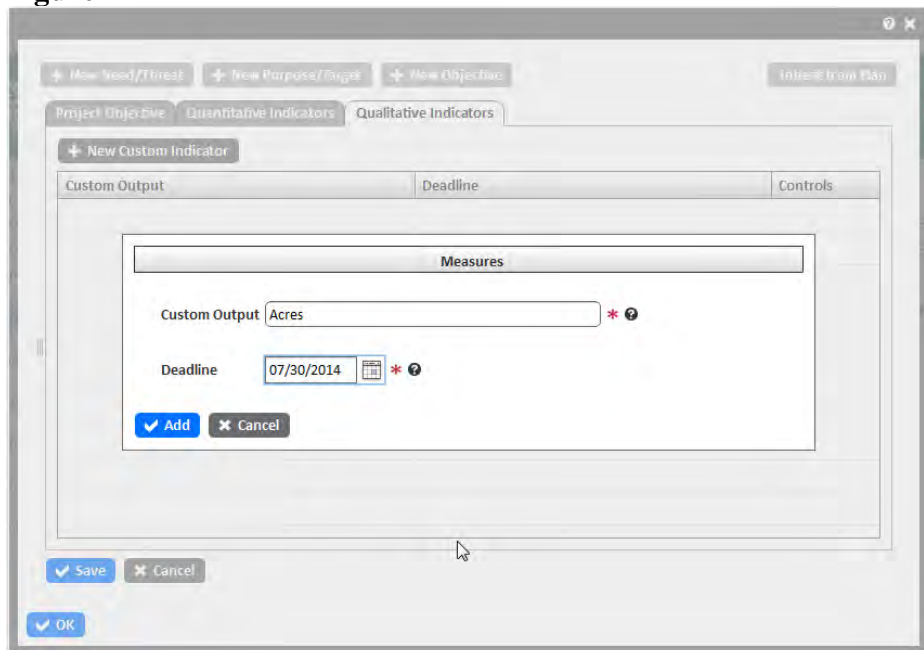 + New Need/Threat + New Purpose/Target + New Objective Inherit from Plan
Project Objective Quantitative Indicators Qualitative Indicators
+ New Custom Indicator
Custom Output Deadline Controls
Measures
Custom Output Acres * ?
Deadline 07/30/2014 * ?
Add Cancel
Save Cancel
OK